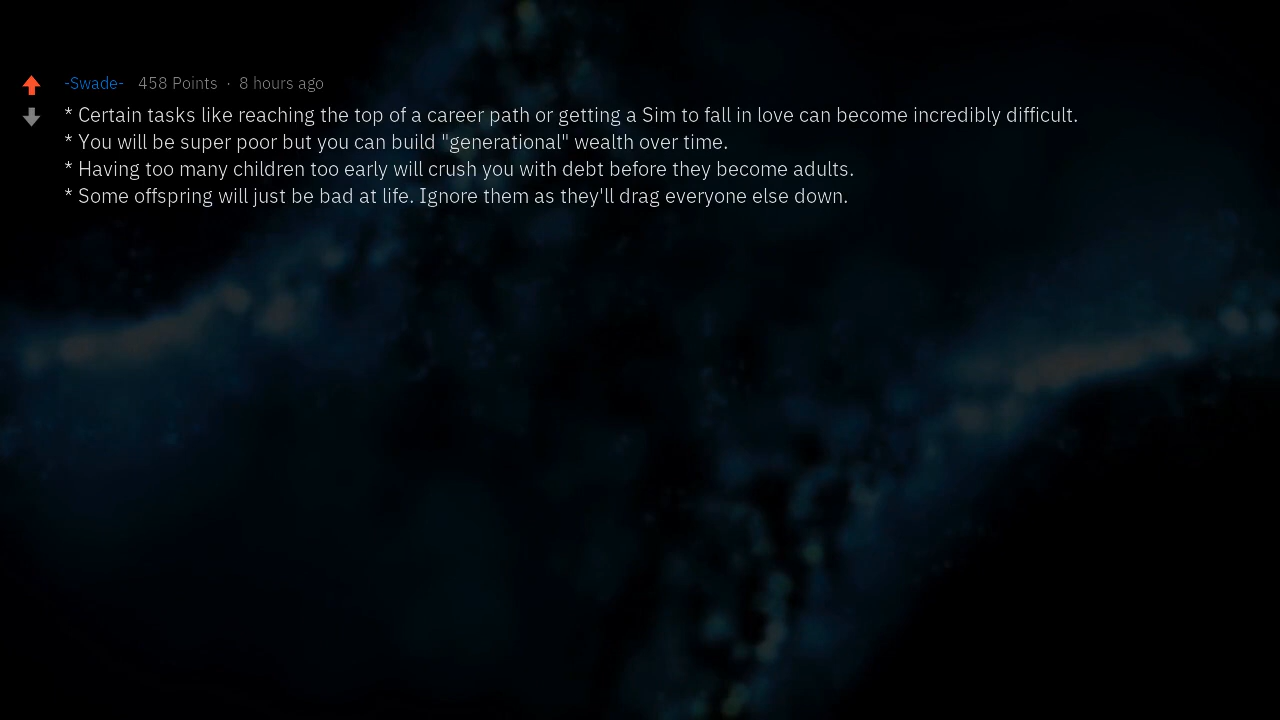 -Swade- 458 Points · 8 hours ago
* Certain tasks like reaching the top of a career path or getting a Sim to fall in love can become incredibly difficult.
* You will be super poor but you can build "generational" wealth over time.
* Having too many children too early will crush you with debt before they become adults.
* Some offspring will just be bad at life. Ignore them as they'll drag everyone else down.